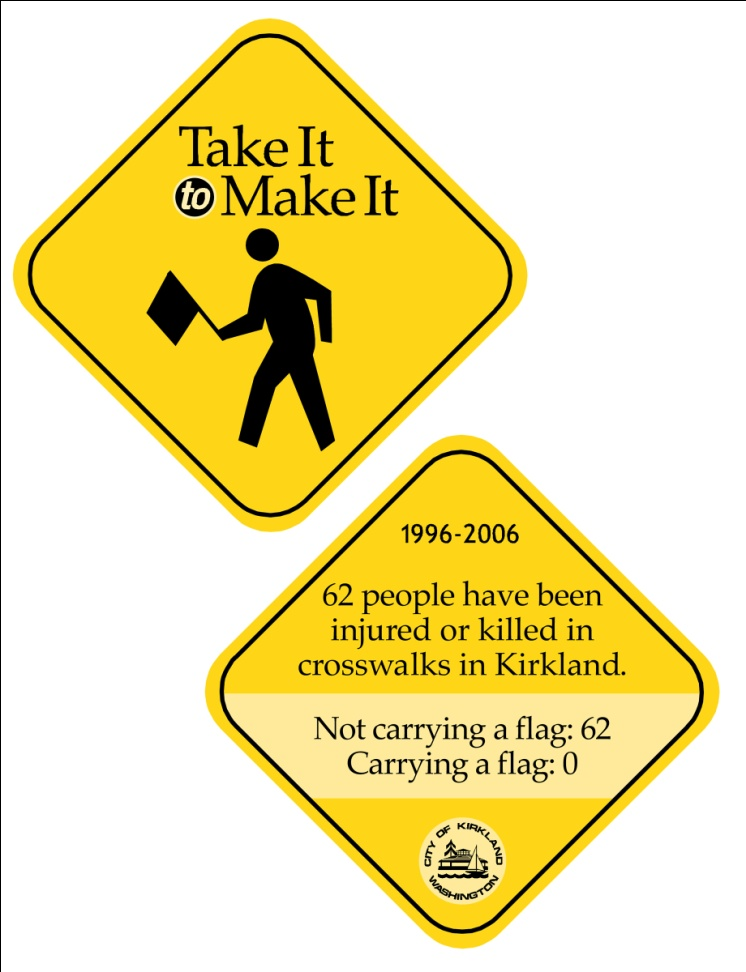 Take It
to Make It
1996-2006
62 people have been
injured or killed in
crosswalks in Kirkland.
Not carrying a flag: 62
Carrying a flag: 0
CITY OF KIRKLAND
WASHINGTON